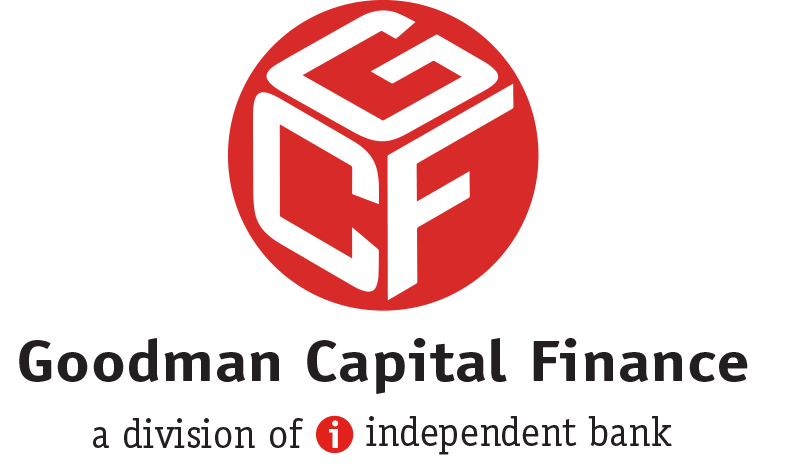 GCF
Goodman Capital Finance
a division of i independent bank